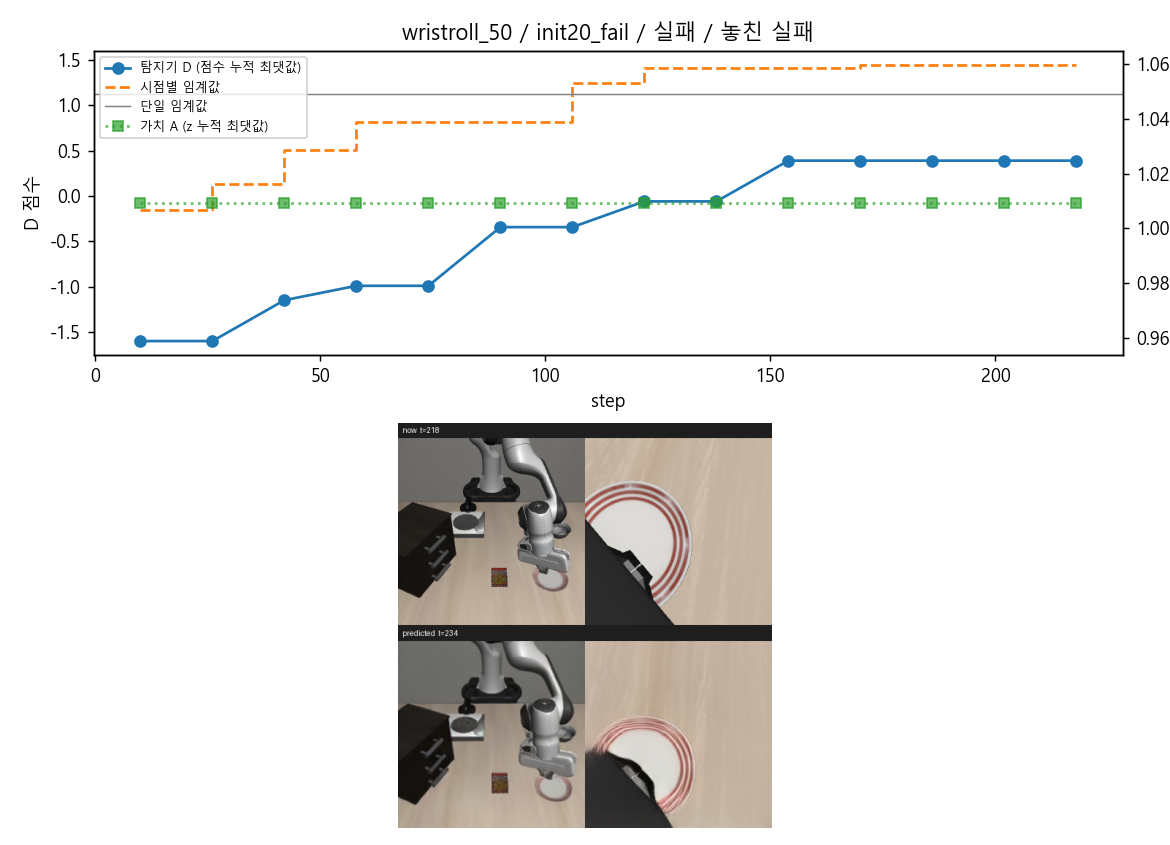 wristroll_50 / init20_fail / 실패 / 놓친 실패
탐지기 D (점수 누적 최댓값)
시점별 임계값
단일 임계값
가치 A (z 누적 최댓값)
D 점수
1.5
1.0
0.5
0.0
-0.5
-1.0
-1.5
1.06
1.04
1.02
1.00
0.98
0.96
0 50 100 150 200
step
now t=218
predicted t=234